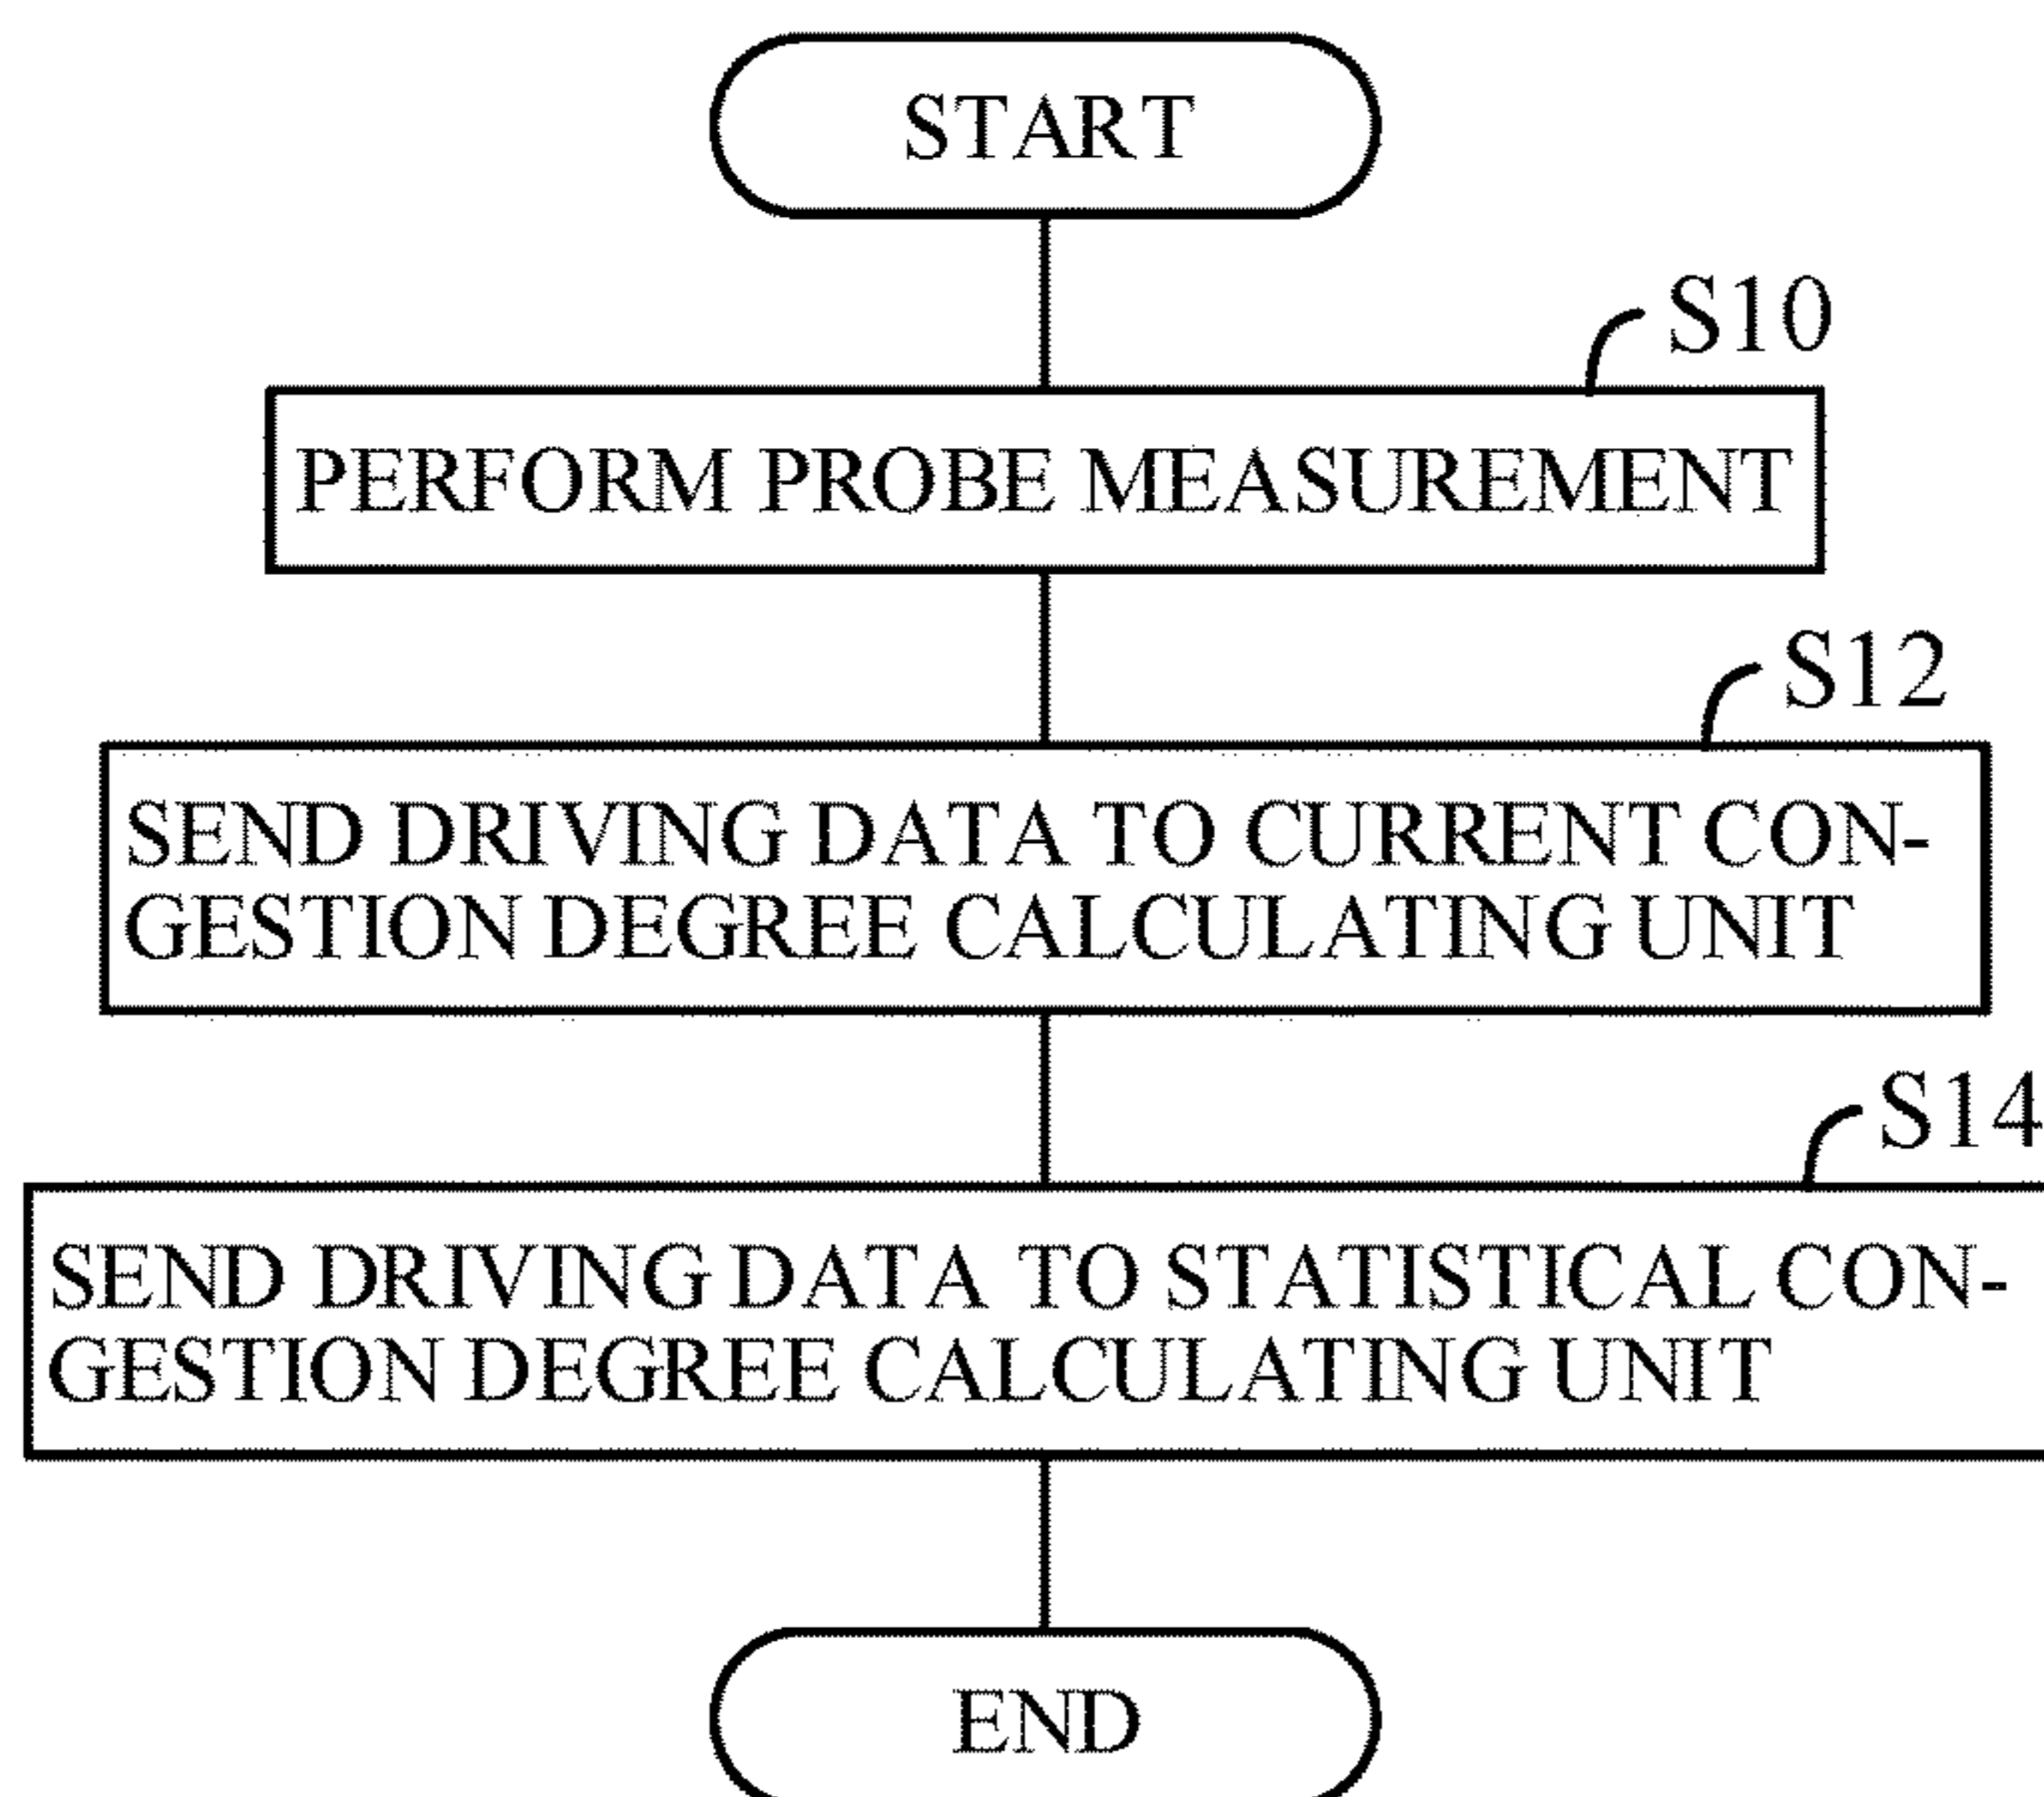 START
S10
PERFORM PROBE MEASUREMENT
S12
SEND DRIVING DATA TO CURRENT CON-
GESTION DEGREE CALCULATING UNIT
S14
SEND DRIVING DATA TO STATISTICAL CON-
GESTION DEGREE CALCULATING UNIT
END